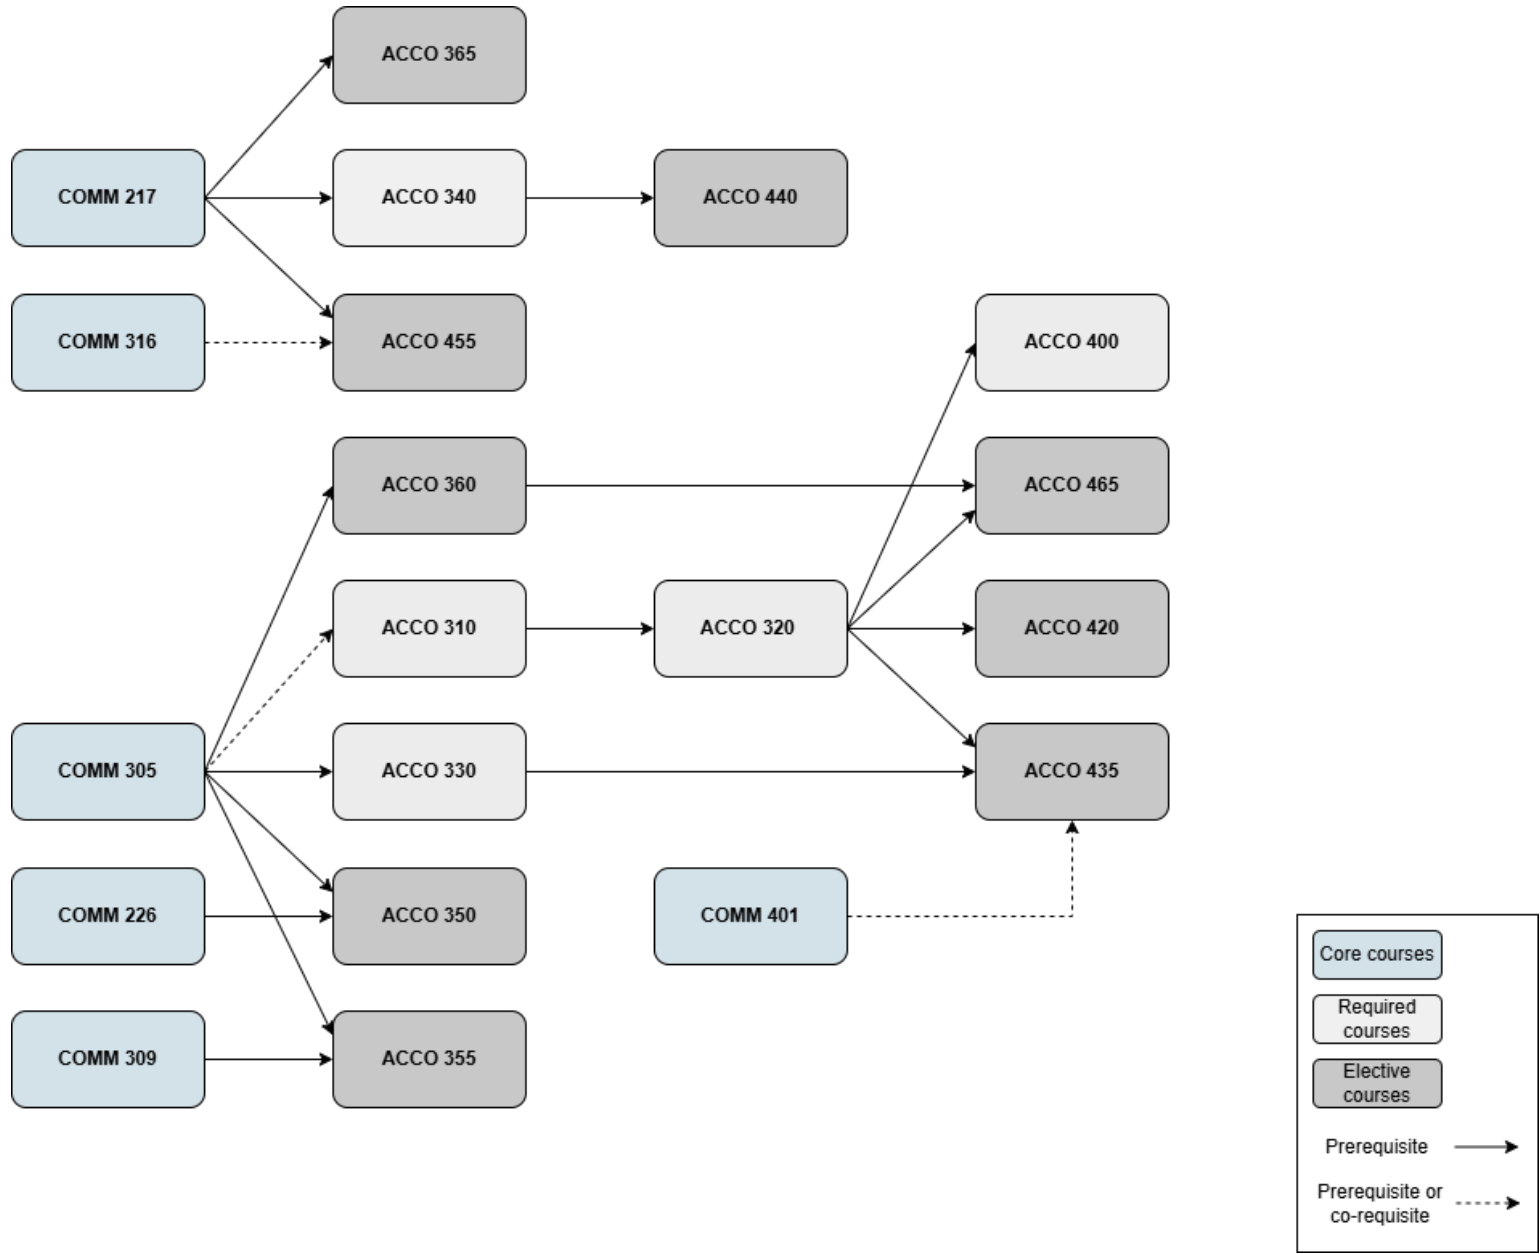 ACCO 365
COMM 217
ACCO 340
ACCO 440
COMM 316
ACCO 455
ACCO 400
ACCO 360
ACCO 465
ACCO 310
ACCO 320
ACCO 420
COMM 305
ACCO 330
ACCO 435
COMM 226
ACCO 350
COMM 401
COMM 309
ACCO 355
Core courses
Required
courses
Elective
courses
Prerequisite
Prerequisite or
co-requisite